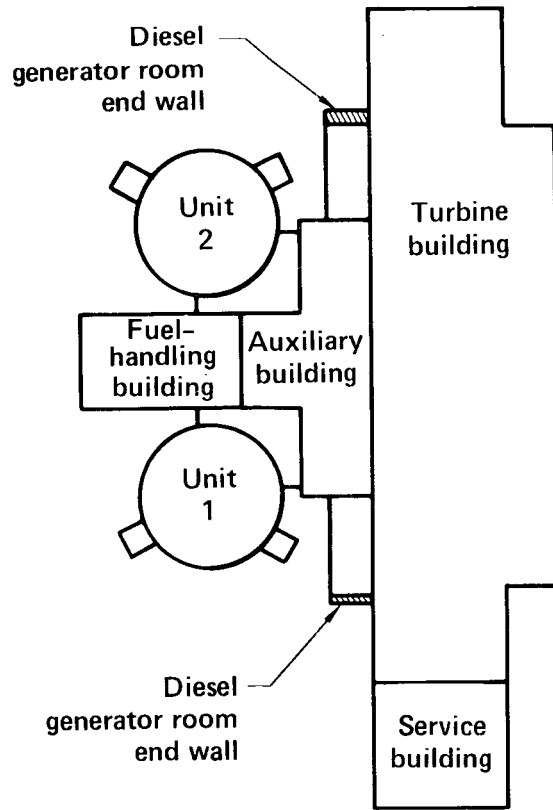 Diesel
generator room
end wall
Unit
2
Turbine
building
Fuel-
handling
building
Auxiliary
building
Unit
1
Diesel
generator room
end wall
Service
building